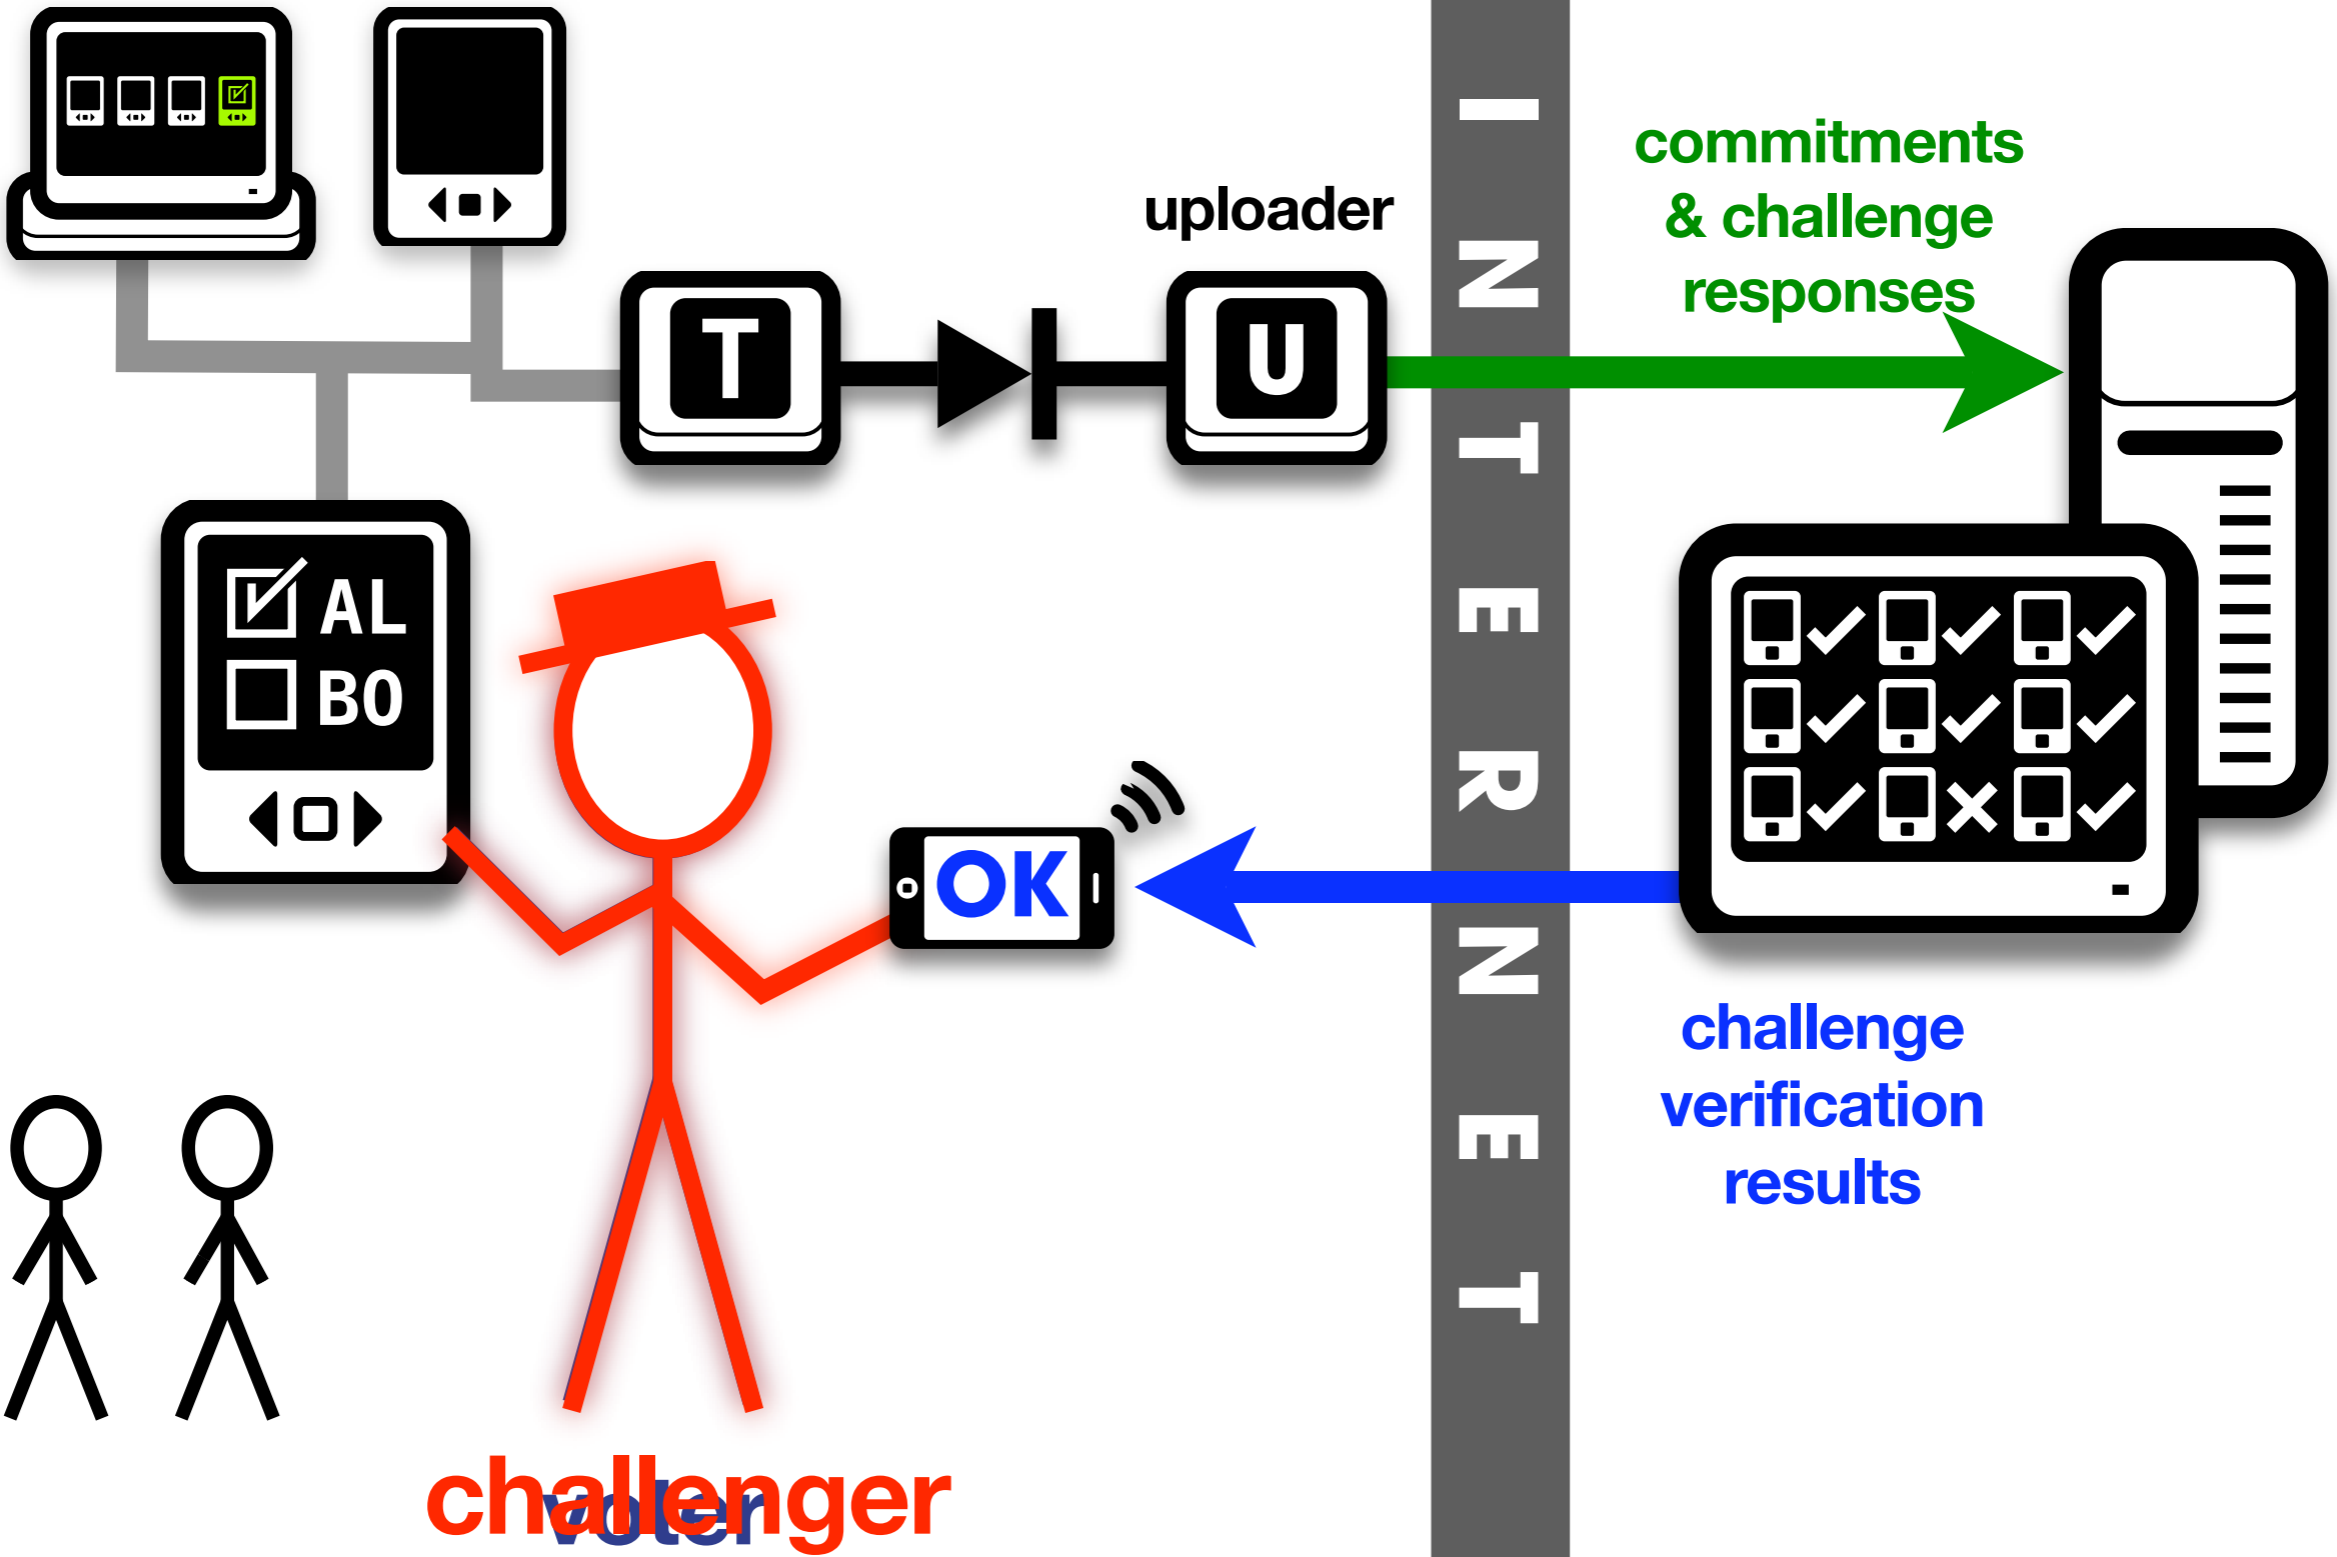 commitments
& challenge
responses
uploader
T
U
INTERNET
AL
BO
OK
challenge
verification
results
challenger
voter